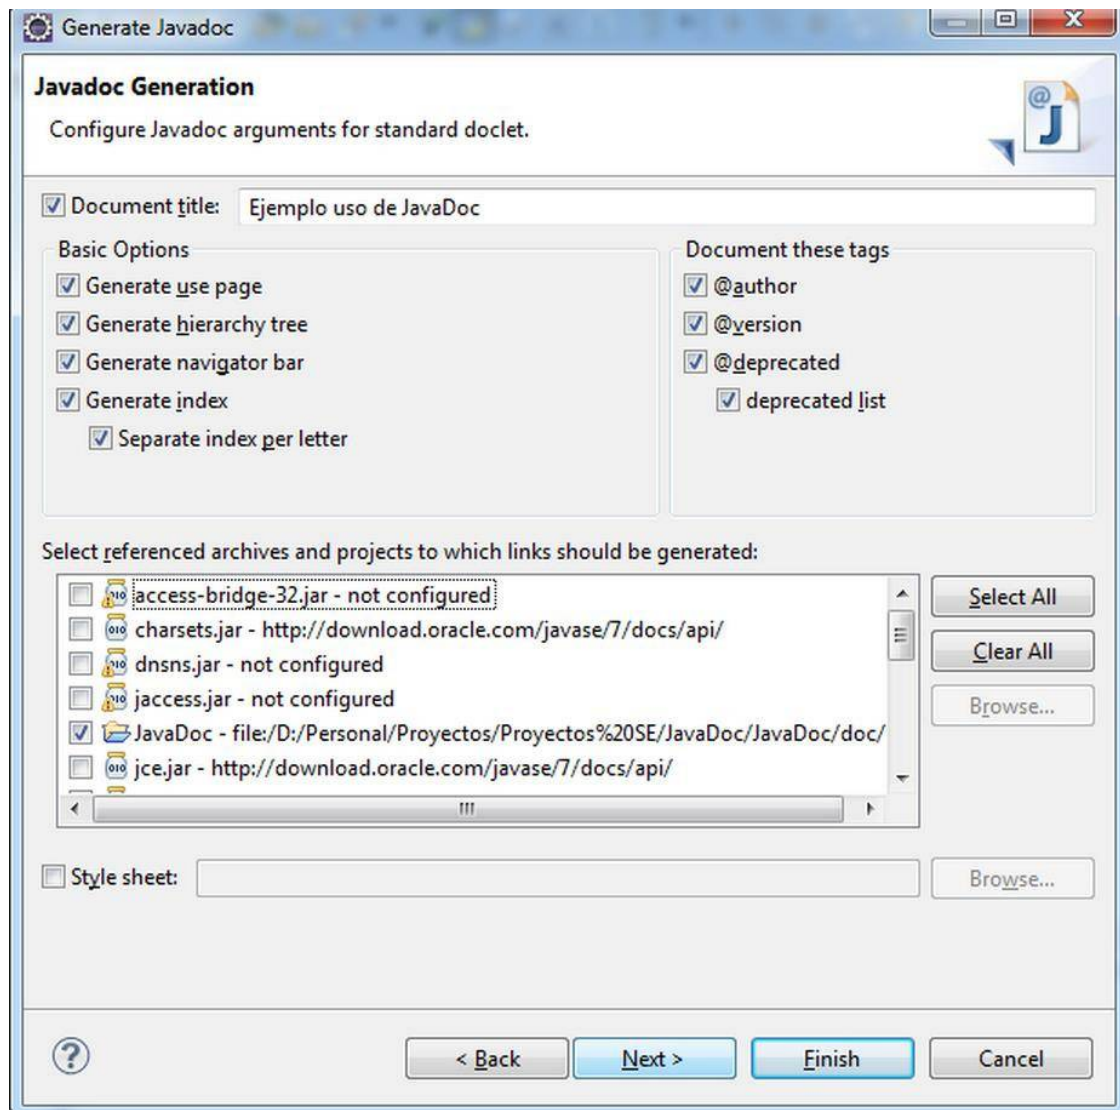 Generate Javadoc
Javadoc Generation
Configure Javadoc arguments for standard doclet.
@
J
Document title: Ejemplo uso de JavaDoc
Basic Options
Generate use page
Generate hierarchy tree
Generate navigator bar
Generate index
Separate index per letter
Document these tags
@author
@version
@deprecated
deprecated list
Select referenced archives and projects to which links should be generated:
access-bridge-32.jar - not configured
charsets.jar - http://download.oracle.com/javase/7/docs/api/
dnsns.jar - not configured
jaccess.jar - not configured
JavaDoc - file:/D:/Personal/Proyectos/Proyectos%20SE/JavaDoc/JavaDoc/doc/
jce.jar - http://download.oracle.com/javase/7/docs/api/
Select All
Clear All
Browse...
Style sheet:
Browse...
?
< Back
Next >
Finish
Cancel